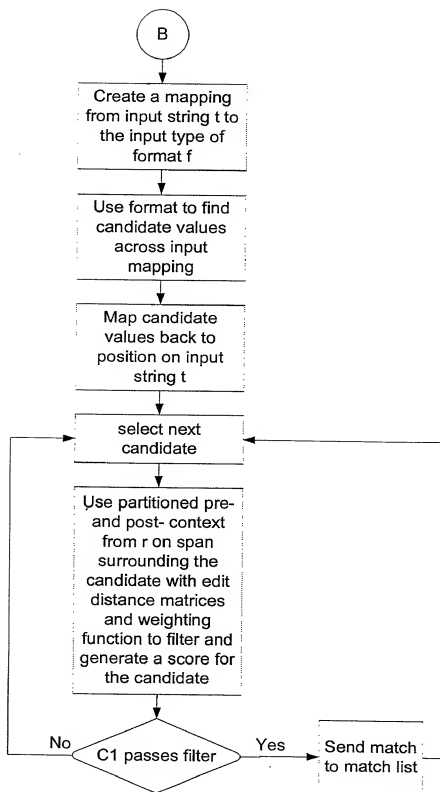 B
Create a mapping
from input string t to
the input type of
format f
Use format to find
candidate values
across input
mapping
Map candidate
values back to
position on input
string t
select next
candidate
Use partitioned pre-
and post- context
from r on span
surrounding the
candidate with edit
distance matrices
and weighting
function to filter and
generate a score for
the candidate
No
C1 passes filter
Yes
Send match
to match list